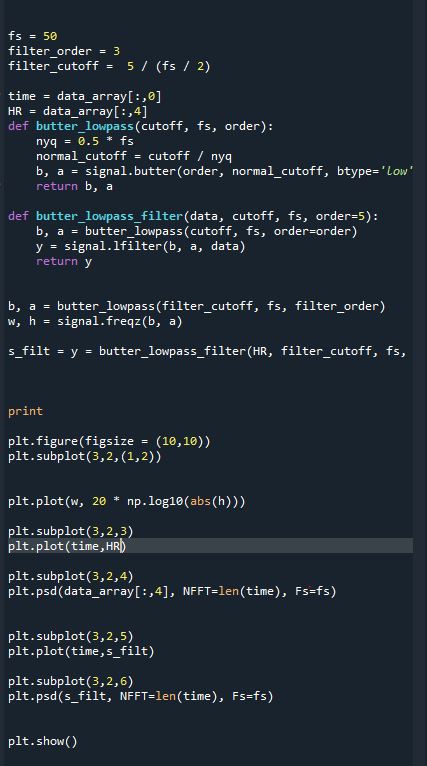 fs = 50
filter_order = 3
filter_cutoff =  5 / (fs / 2)
time = data_array[:,0]
HR = data_array[:,4]
def butter_lowpass(cutoff, fs, order):
    nyq = 0.5 * fs
    normal_cutoff = cutoff / nyq
    b, a = signal.butter(order, normal_cutoff, btype='low'
    return b, a
def butter_lowpass_filter(data, cutoff, fs, order=5):
    b, a = butter_lowpass(cutoff, fs, order=order)
    y = signal.lfilter(b, a, data)
    return y
b, a = butter_lowpass(filter_cutoff, fs, filter_order)
w, h = signal.freqz(b, a)
s_filt = y = butter_lowpass_filter(HR, filter_cutoff, fs,
print
plt.figure(figsize = (10,10))
plt.subplot(3,2,(1,2))
plt.plot(w, 20 * np.log10(abs(h)))
plt.subplot(3,2,3)
plt.plot(time,HR)
plt.subplot(3,2,4)
plt.psd(data_array[:,4], NFFT=len(time), Fs=fs)
plt.subplot(3,2,5)
plt.plot(time,s_filt)
plt.subplot(3,2,6)
plt.psd(s_filt, NFFT=len(time), Fs=fs)
plt.show()